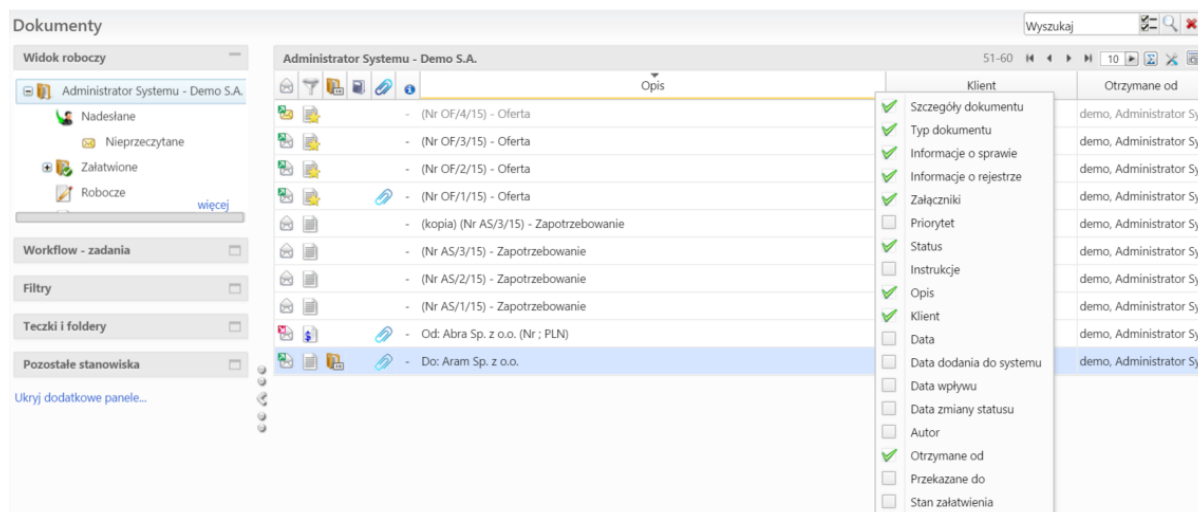 Dokumenty
Wyszukaj
Widok roboczy
Administrator Systemu - Demo S.A.
Nadesłane
Nieprzeczytane
Załatwione
Robocze
więcej
Workflow - zadania
Filtry
Teczki i foldery
Pozostałe stanowiska
Ukryj dodatkowe panele...
Administrator Systemu - Demo S.A.
51-60
10
Opis
Klient
Otrzymane od
- (Nr OF/4/15) - Oferta
demo, Administrator Sy
- (Nr OF/3/15) - Oferta
demo, Administrator Sy
- (Nr OF/2/15) - Oferta
demo, Administrator Sy
- (Nr OF/1/15) - Oferta
demo, Administrator Sy
- (kopia) (Nr AS/3/15) - Zapotrzebowanie
demo, Administrator Sy
- (Nr AS/3/15) - Zapotrzebowanie
demo, Administrator Sy
- (Nr AS/2/15) - Zapotrzebowanie
demo, Administrator Sy
- (Nr AS/1/15) - Zapotrzebowanie
demo, Administrator Sy
- Od: Abra Sp. z o.o. (Nr ; PLN)
demo, Administrator Sy
- Do: Aram Sp. z o.o.
demo, Administrator Sy
Szczegóły dokumentu
Typ dokumentu
Informacje o sprawie
Informacje o rejestrze
Załączniki
Priorytet
Status
Instrukcje
Opis
Klient
Data
Data dodania do systemu
Data wpływu
Data zmiany statusu
Autor
Otrzymane od
Przekazane do
Stan załatwienia